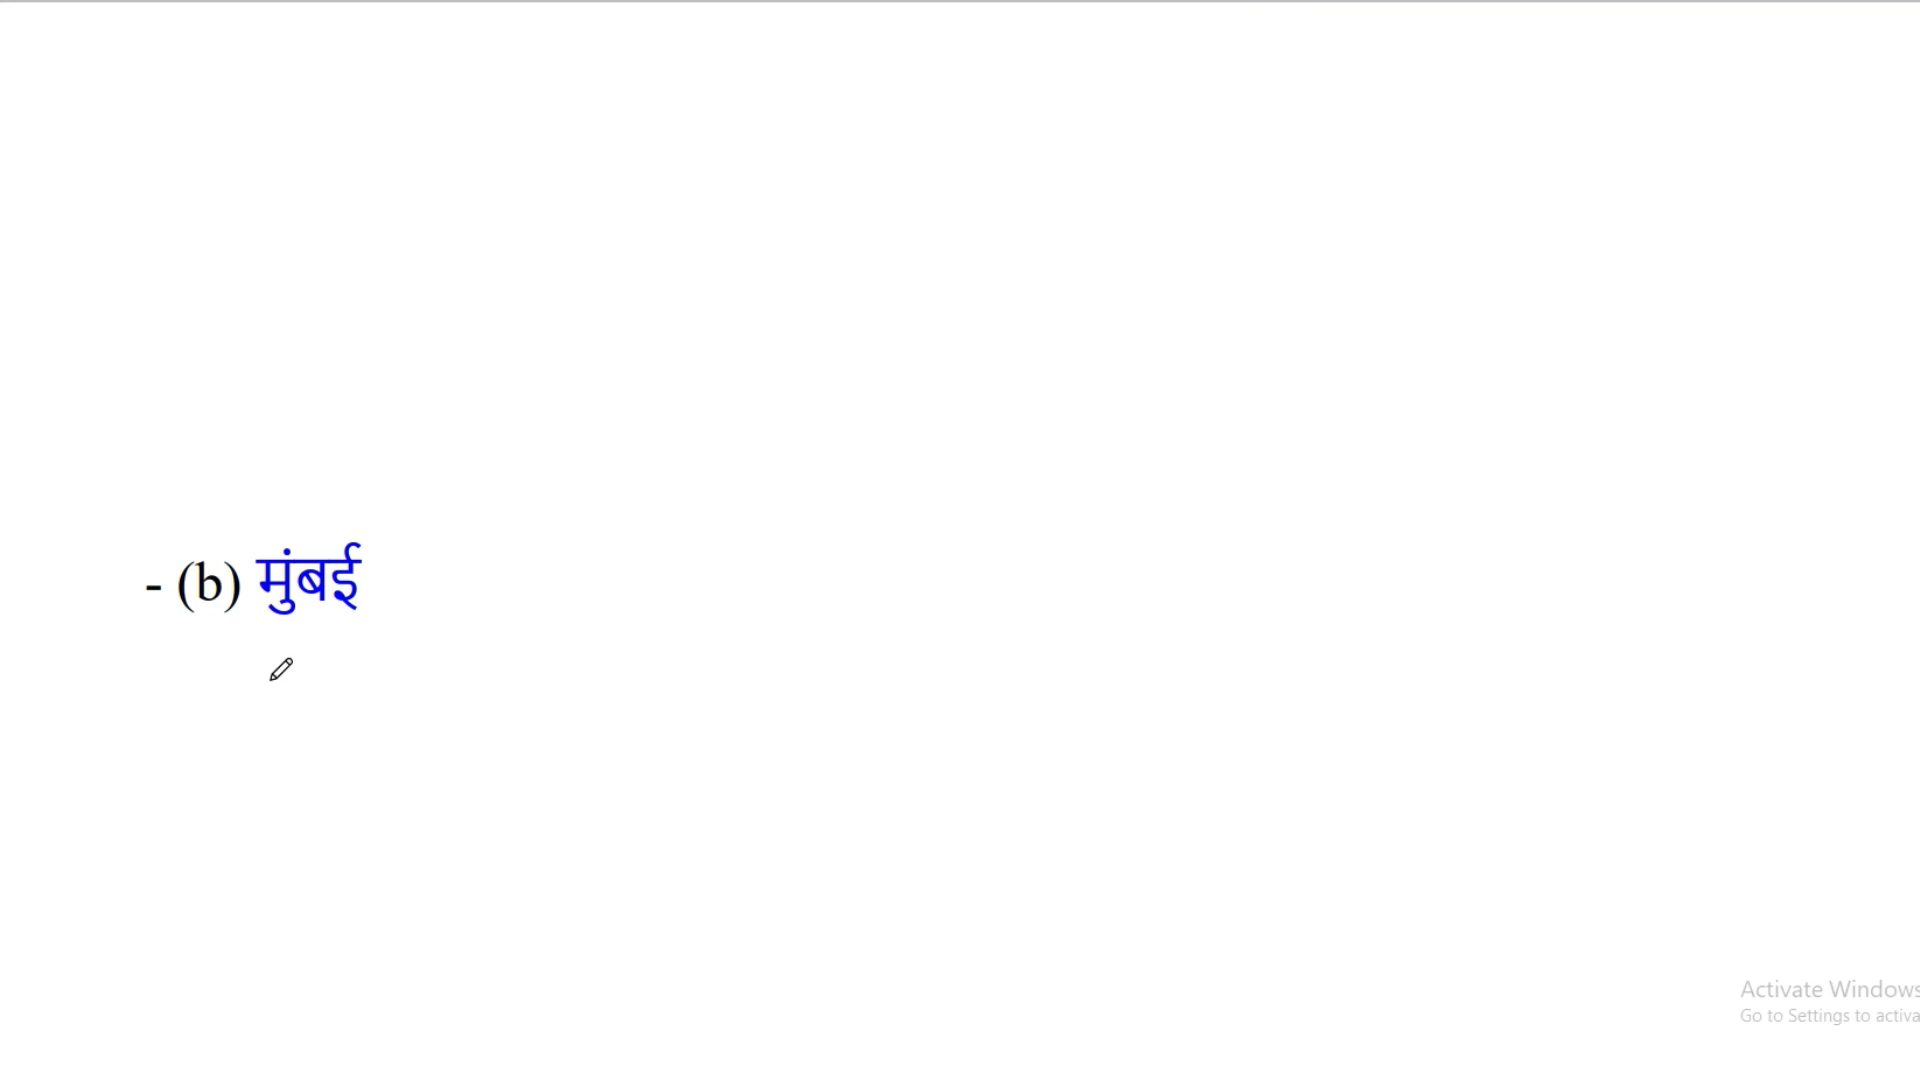 - (b) मुंबई
Activate Windows
Go to Settings to activa